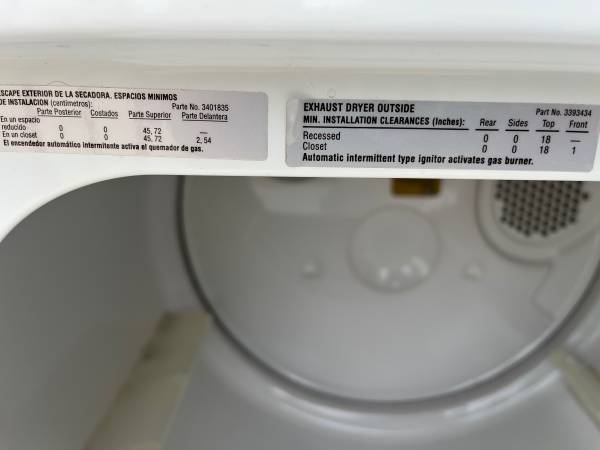 ESCAPE EXTERIOR DE LA SECADORA. ESPACIOS MINIMOS
DE INSTALACION (centímetros): Parte No. 3401835
Parte Posterior Costados Parte Superior Parte Delantera
En un espacio
reducido 0 0 45,72 —
En un closet 0 0 45,72 2,54
El encendedor automático intermitente activa el quemador de gas.
EXHAUST DRYER OUTSIDE Part No. 3393434
MIN. INSTALLATION CLEARANCES (Inches): Rear Sides Top Front
Recessed 0 0 18 —
Closet 0 0 18 1
Automatic intermittent type ignitor activates gas burner.